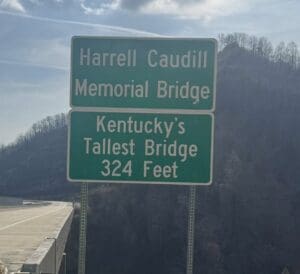 Harrell Caudill
Memorial Bridge
Kentucky's
Tallest Bridge
324 Feet